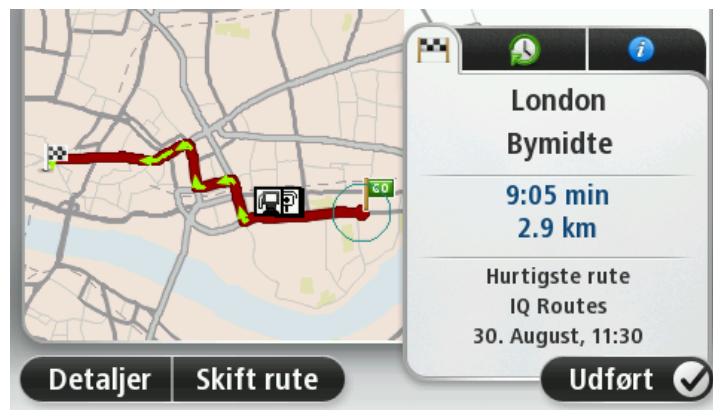 GO
London
Bymidte
9:05 min
2.9 km
Hurtigste rute
IQ Routes
30. August, 11:30
Detaljer
Skift rute
Udført